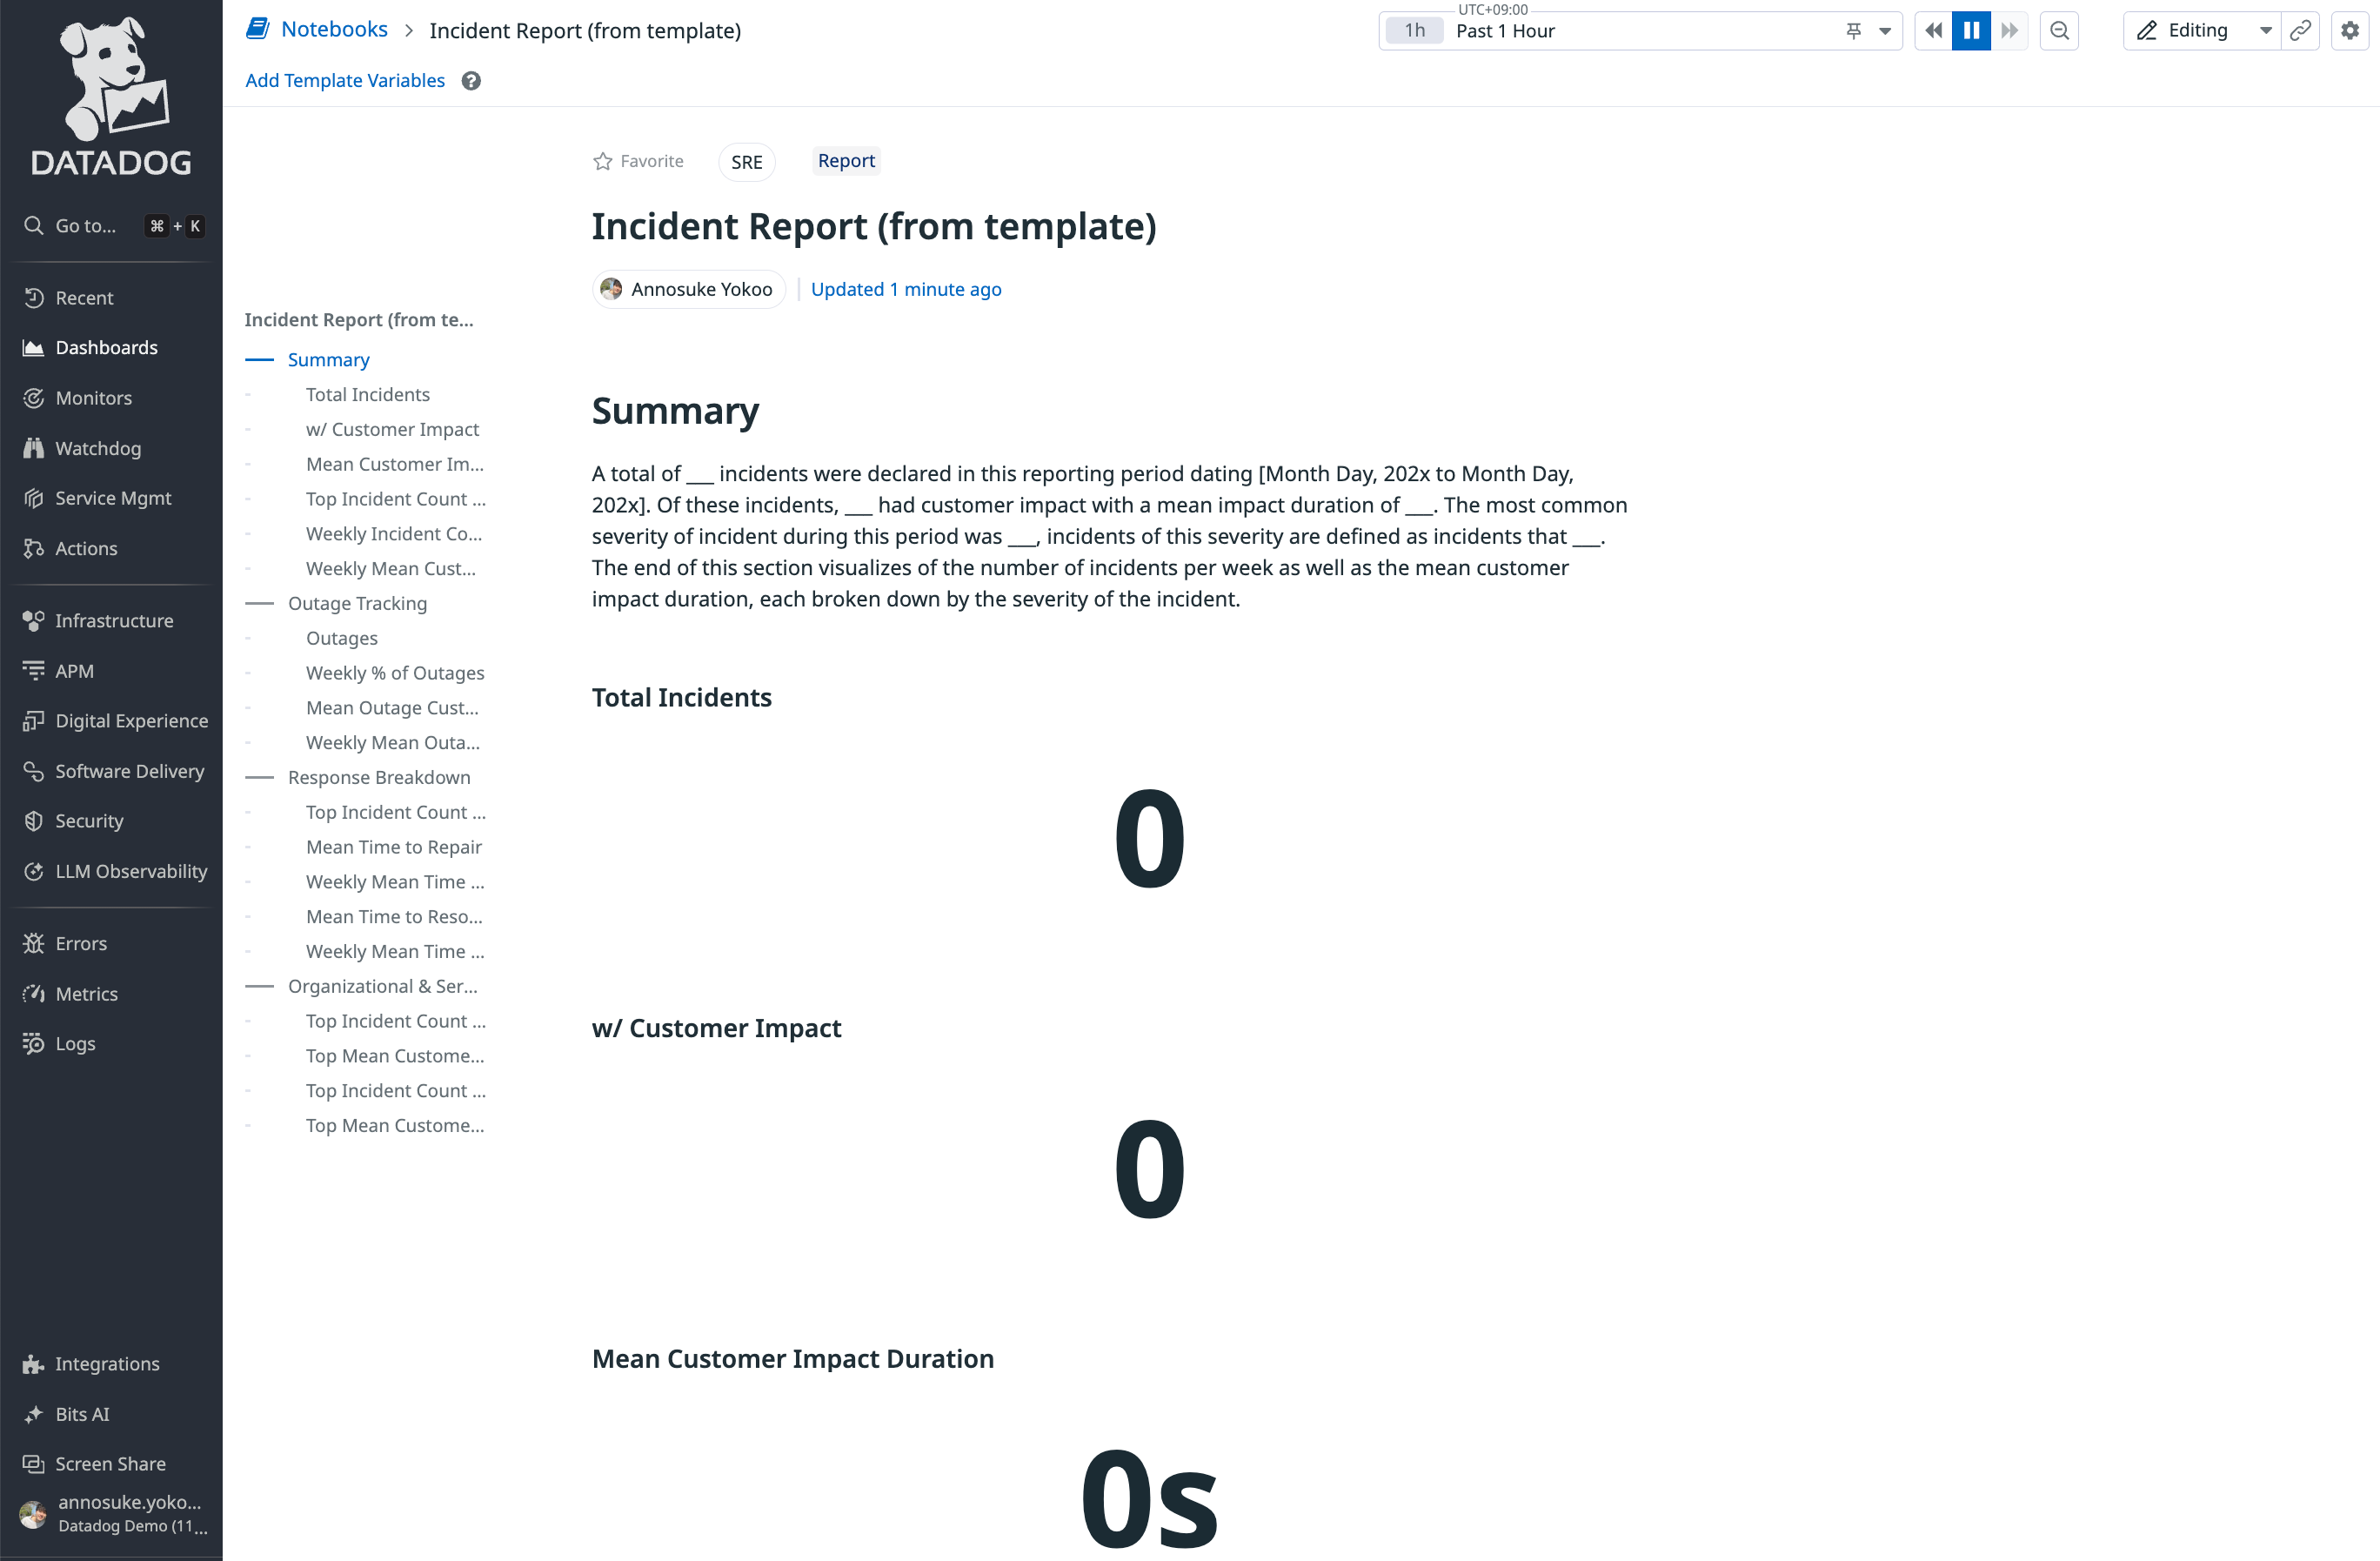 DATADOG
Go to... ⌘ + K
Recent
Dashboards
Monitors
Watchdog
Service Mgmt
Actions
Infrastructure
APM
Digital Experience
Software Delivery
Security
LLM Observability
Errors
Metrics
Logs
Integrations
Bits AI
Screen Share
annosuke.yoko...
Datadog Demo (11...
Notebooks > Incident Report (from template)
Add Template Variables ?
UTC+09:00
1h Past 1 Hour
Editing
Incident Report (from te...
Summary
Total Incidents
w/ Customer Impact
Mean Customer Im...
Top Incident Count ...
Weekly Incident Co...
Weekly Mean Cust...
Outage Tracking
Outages
Weekly % of Outages
Mean Outage Cust...
Weekly Mean Outa...
Response Breakdown
Top Incident Count ...
Mean Time to Repair
Weekly Mean Time ...
Mean Time to Reso...
Weekly Mean Time ...
Organizational & Ser...
Top Incident Count ...
Top Mean Custome...
Top Incident Count ...
Top Mean Custome...
Favorite SRE Report
Incident Report (from template)
Annosuke Yokoo | Updated 1 minute ago
Summary
A total of ___ incidents were declared in this reporting period dating [Month Day, 202x to Month Day,
202x]. Of these incidents, ___ had customer impact with a mean impact duration of ___. The most common
severity of incident during this period was ___, incidents of this severity are defined as incidents that ___.
The end of this section visualizes of the number of incidents per week as well as the mean customer
impact duration, each broken down by the severity of the incident.
Total Incidents
0
w/ Customer Impact
0
Mean Customer Impact Duration
0s